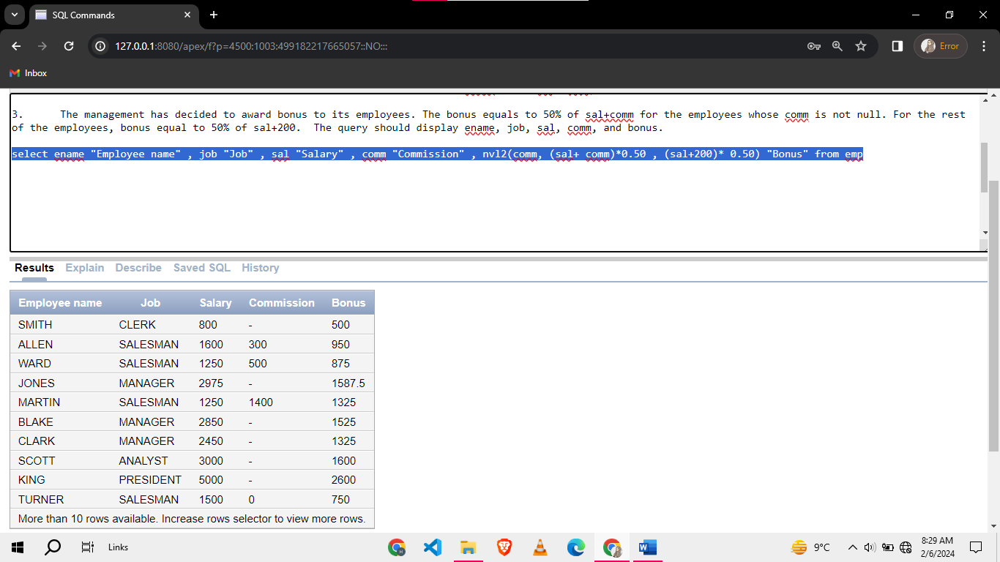 SQL Commands
127.0.0.1:8080/apex/f?p=4500:1003:499182217665057::NO:::
Error
Inbox
3. The management has decided to award bonus to its employees. The bonus equals to 50% of sal+comm for the employees whose comm is not null. For the rest
of the employees, bonus equal to 50% of sal+200. The query should display ename, job, sal, comm, and bonus.
select ename "Employee name" , job "Job" , sal "Salary" , comm "Commission" , nvl2(comm, (sal+ comm)*0.50 , (sal+200)* 0.50) "Bonus" from emp
Results Explain Describe Saved SQL History
Employee name Job Salary Commission Bonus
SMITH CLERK 800 - 500
ALLEN SALESMAN 1600 300 950
WARD SALESMAN 1250 500 875
JONES MANAGER 2975 - 1587.5
MARTIN SALESMAN 1250 1400 1325
BLAKE MANAGER 2850 - 1525
CLARK MANAGER 2450 - 1325
SCOTT ANALYST 3000 - 1600
KING PRESIDENT 5000 - 2600
TURNER SALESMAN 1500 0 750
More than 10 rows available. Increase rows selector to view more rows.
Links
9°C
8:29 AM
2/6/2024